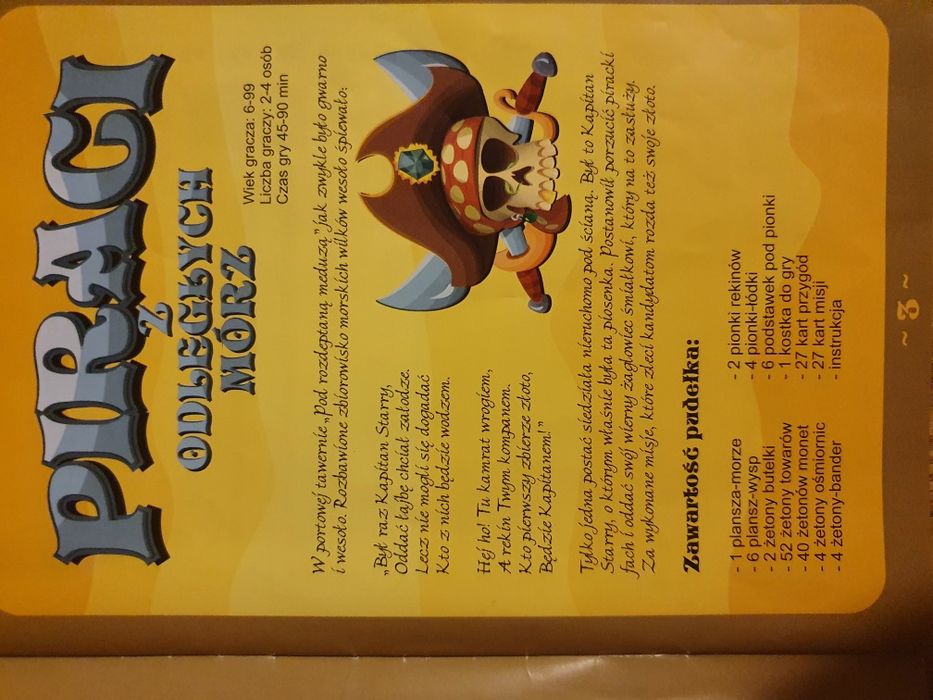 PIRACI
Z
ODLEGŁYCH
MÓRZ
Wiek gracza: 6-99
Liczba graczy: 2-4 osób
Czas gry 45-90 min
W portowej tawernie „Pod rozdeptaną meduzą” jak zwykle było gwarno
i wesoło. Rozbawione zbiorowisko morskich wilków wesoło śpiewało:
„Był raz Kapitan Starry,
Oddać łajbę chciał załodze.
Lecz nie mogli się dogadać
Kto z nich będzie wodzem.
Hej ho! Tu kamrat wrogiem,
A rekin Twym kompanem.
Kto pierwszy zbierze złoto,
Będzie Kapitanem!”
Tylko jedna postać siedziała nieruchomo pod ścianą. Był to Kapitan
Starry, o którym właśnie była ta piosenka. Postanowił porzucić piracki
fach i oddać swój wierny żaglowiec śmiałkowi, który na to zasłuży.
Za wykonane misje, które zleci kandydatom rozda też swoje złoto.
Zawartość pudełka:
- 1 plansza-morze
- 6 plansz-wysp
- 2 żetony butelki
- 52 żetony towarów
- 40 żetonów monet
- 4 żetony ośmiornic
- 4 żetony-bander
- 2 pionki rekinów
- 4 pionki-łódki
- 6 podstawek pod pionki
- 1 kostka do gry
- 27 kart przygód
- 27 kart misji
- instrukcja
~ 3 ~